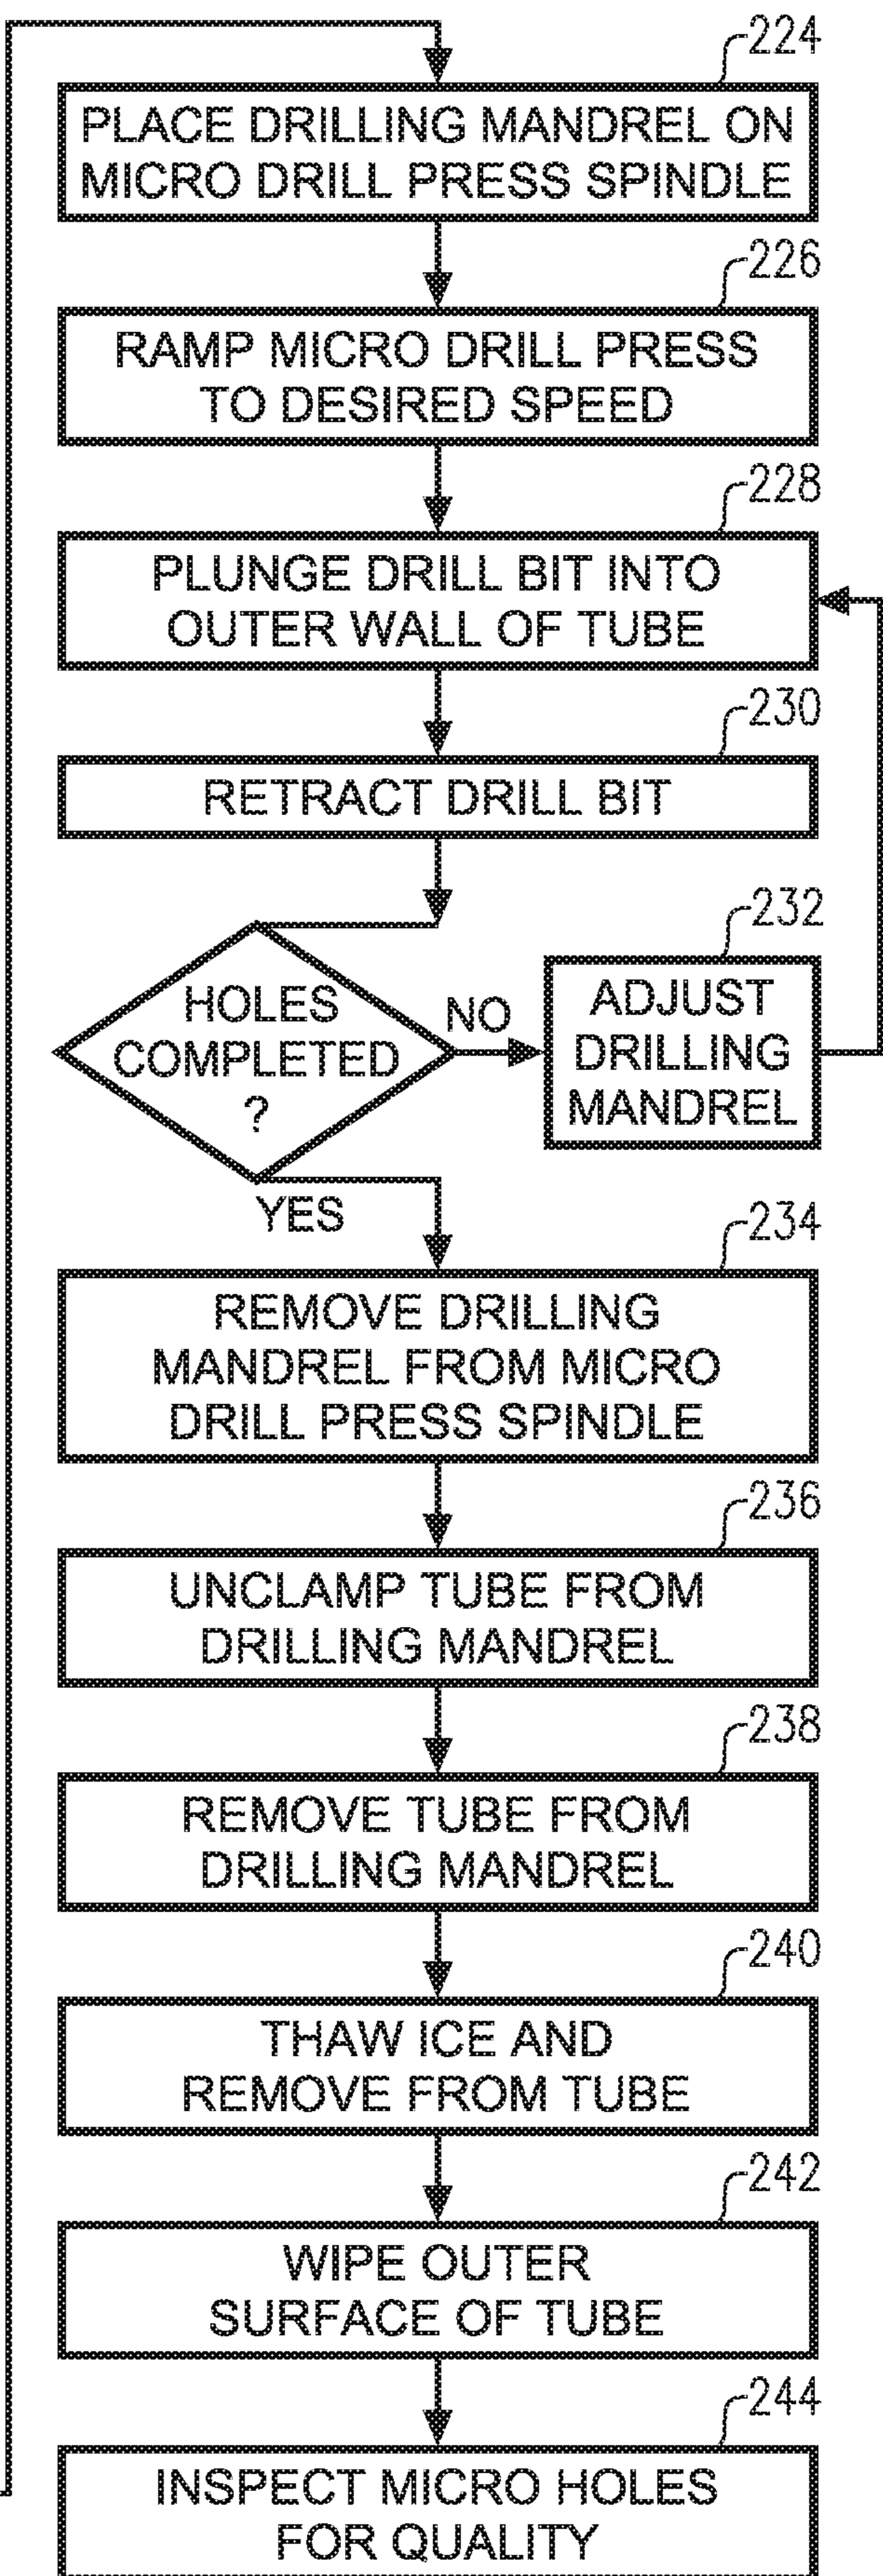 224
PLACE DRILLING MANDREL ON
MICRO DRILL PRESS SPINDLE
226
RAMP MICRO DRILL PRESS
TO DESIRED SPEED
228
PLUNGE DRILL BIT INTO
OUTER WALL OF TUBE
230
RETRACT DRILL BIT
HOLES
COMPLETED
?
NO
232
ADJUST
DRILLING
MANDREL
YES
234
REMOVE DRILLING
MANDREL FROM MICRO
DRILL PRESS SPINDLE
236
UNCLAMP TUBE FROM
DRILLING MANDREL
238
REMOVE TUBE FROM
DRILLING MANDREL
240
THAW ICE AND
REMOVE FROM TUBE
242
WIPE OUTER
SURFACE OF TUBE
244
INSPECT MICRO HOLES
FOR QUALITY